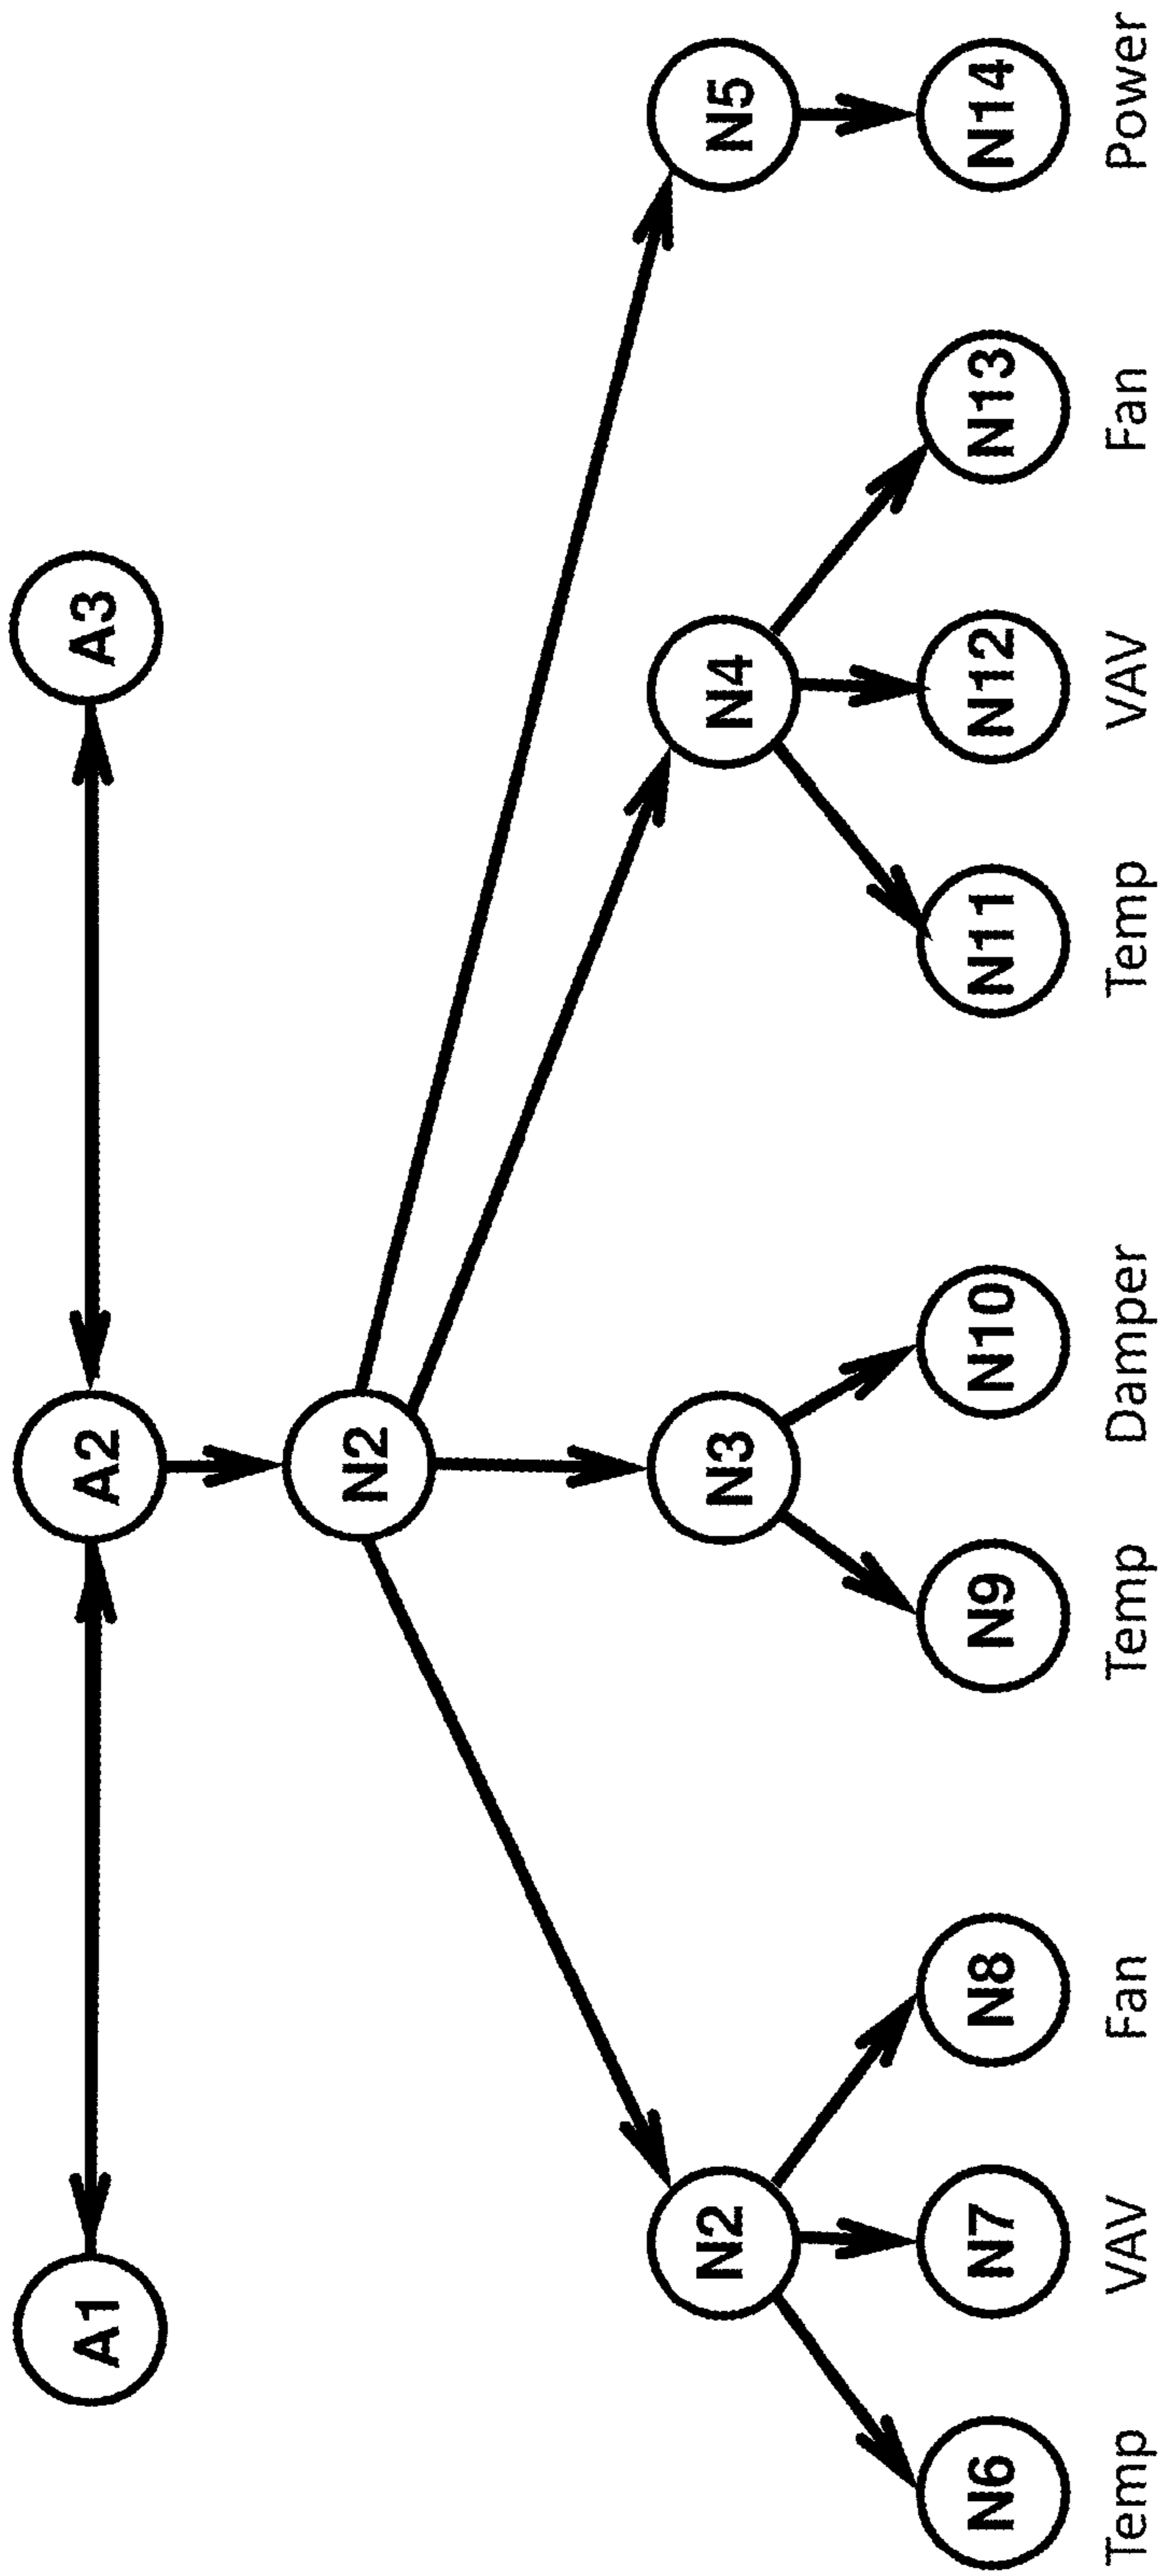 A1 A2 A3
N2
N2 N3 N4 N5
N6 N7 N8 N9 N10 N11 N12 N13 N14
Temp VAV Fan Temp Damper Temp VAV Fan Power